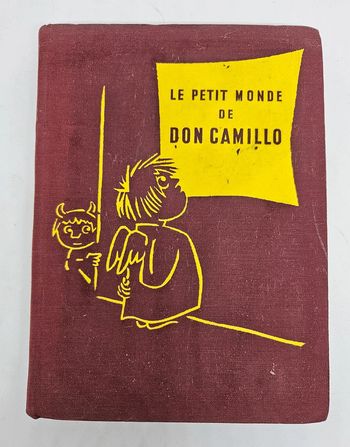 LE PETIT MONDE
DE
DON CAMILLO